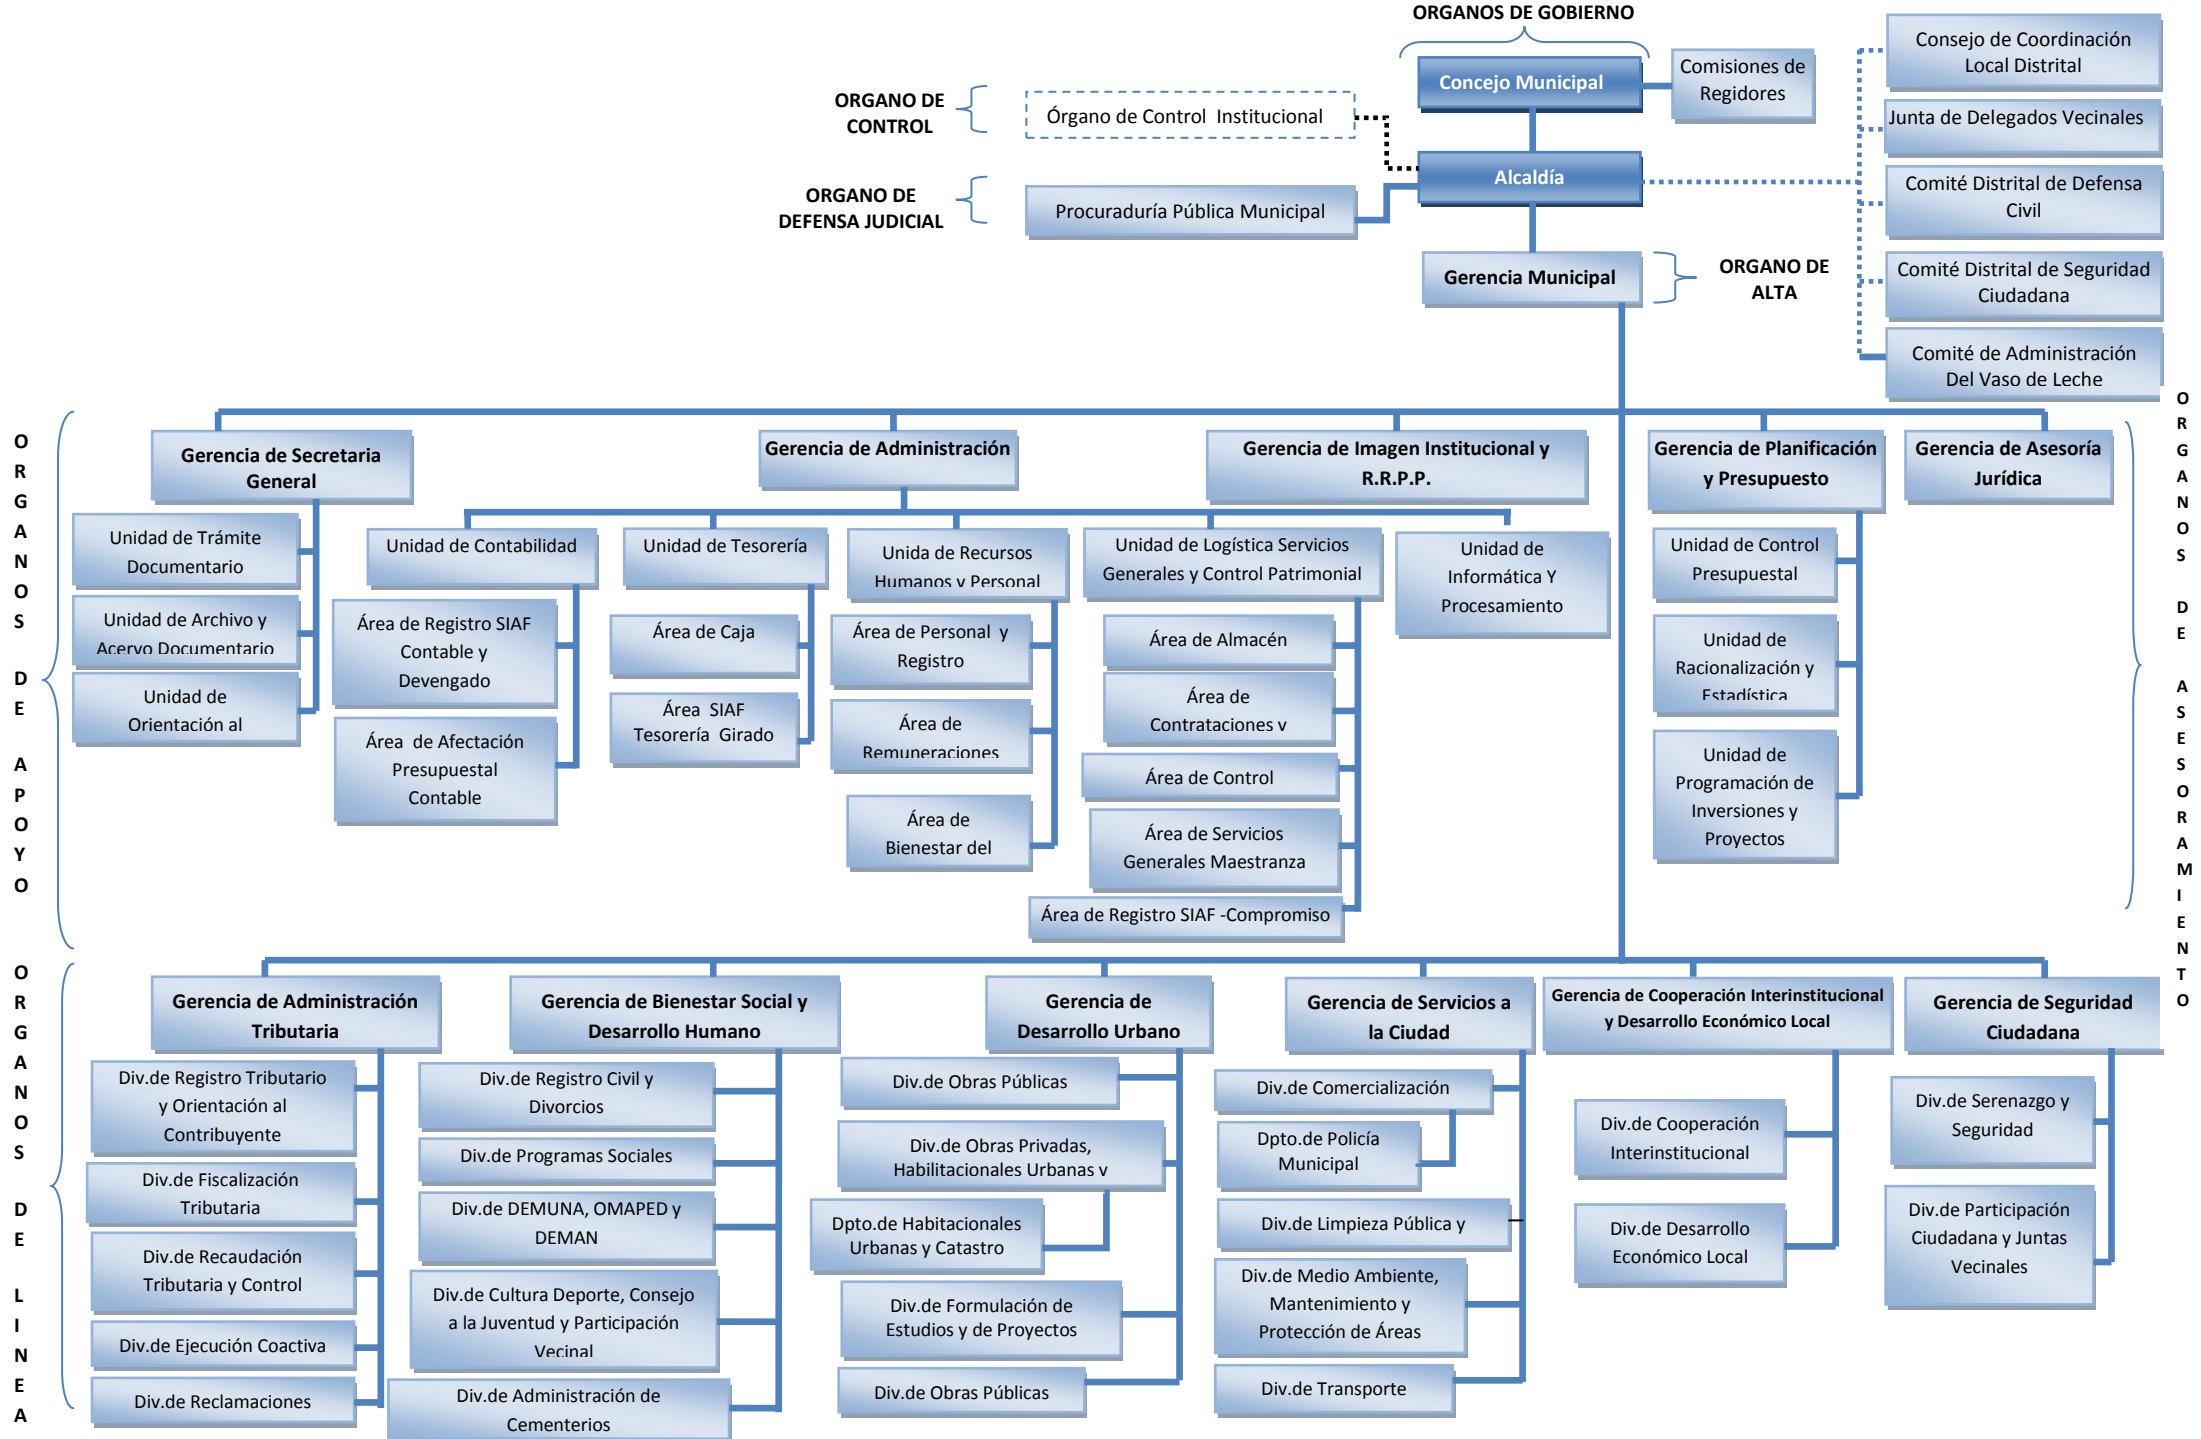 ORGANOS DE GOBIERNO
Concejo Municipal
Comisiones de
Regidores
Consejo de Coordinación
Local Distrital
ORGANO DE
CONTROL
Órgano de Control Institucional
Junta de Delegados Vecinales
Alcaldía
ORGANO DE
DEFENSA JUDICIAL
Procuraduría Pública Municipal
Comité Distrital de Defensa
Civil
Gerencia Municipal
ORGANO DE
ALTA
Comité Distrital de Seguridad
Ciudadana
Comité de Administración
Del Vaso de Leche
ORGANOS DE APOYO
ORGANOS DE ASESORAMIENTO
Gerencia de Secretaria
General
Gerencia de Administración
Gerencia de Imagen Institucional y
R.R.P.P.
Gerencia de Planificación
y Presupuesto
Gerencia de Asesoría
Jurídica
Unidad de Trámite
Documentario
Unidad de Archivo y
Acervo Documentario
Unidad de
Orientación al
Unidad de Contabilidad
Área de Registro SIAF
Contable y
Devengado
Área de Afectación
Presupuestal
Contable
Unidad de Tesorería
Área de Caja
Área SIAF
Tesorería Girado
Unida de Recursos
Humanos y Personal
Área de Personal y
Registro
Área de
Remuneraciones
Área de
Bienestar del
Unidad de Logística Servicios
Generales y Control Patrimonial
Área de Almacén
Área de
Contrataciones y
Área de Control
Área de Servicios
Generales Maestranza
Área de Registro SIAF -Compromiso
Unidad de
Informática Y
Procesamiento
Unidad de Control
Presupuestal
Unidad de
Racionalización y
Estadística
Unidad de
Programación de
Inversiones y
Proyectos
ORGANOS DE LINEA
Gerencia de Administración
Tributaria
Div.de Registro Tributario
y Orientación al
Contribuyente
Div.de Fiscalización
Tributaria
Div.de Recaudación
Tributaria y Control
Div.de Ejecución Coactiva
Div.de Reclamaciones
Gerencia de Bienestar Social y
Desarrollo Humano
Div.de Registro Civil y
Divorcios
Div.de Programas Sociales
Div.de DEMUNA, OMAPED y
DEMAN
Div.de Cultura Deporte, Consejo
a la Juventud y Participación
Vecinal
Div.de Administración de
Cementerios
Gerencia de
Desarrollo Urbano
Div.de Obras Públicas
Div.de Obras Privadas,
Habilitacionales Urbanas y
Dpto.de Habitacionales
Urbanas y Catastro
Div.de Formulación de
Estudios y de Proyectos
Div.de Obras Públicas
Gerencia de Servicios a
la Ciudad
Div.de Comercialización
Dpto.de Policía
Municipal
Div.de Limpieza Pública y
Div.de Medio Ambiente,
Mantenimiento y
Protección de Áreas
Div.de Transporte
Gerencia de Cooperación Interinstitucional
y Desarrollo Económico Local
Div.de Cooperación
Interinstitucional
Div.de Desarrollo
Económico Local
Gerencia de Seguridad
Ciudadana
Div.de Serenazgo y
Seguridad
Div.de Participación
Ciudadana y Juntas
Vecinales